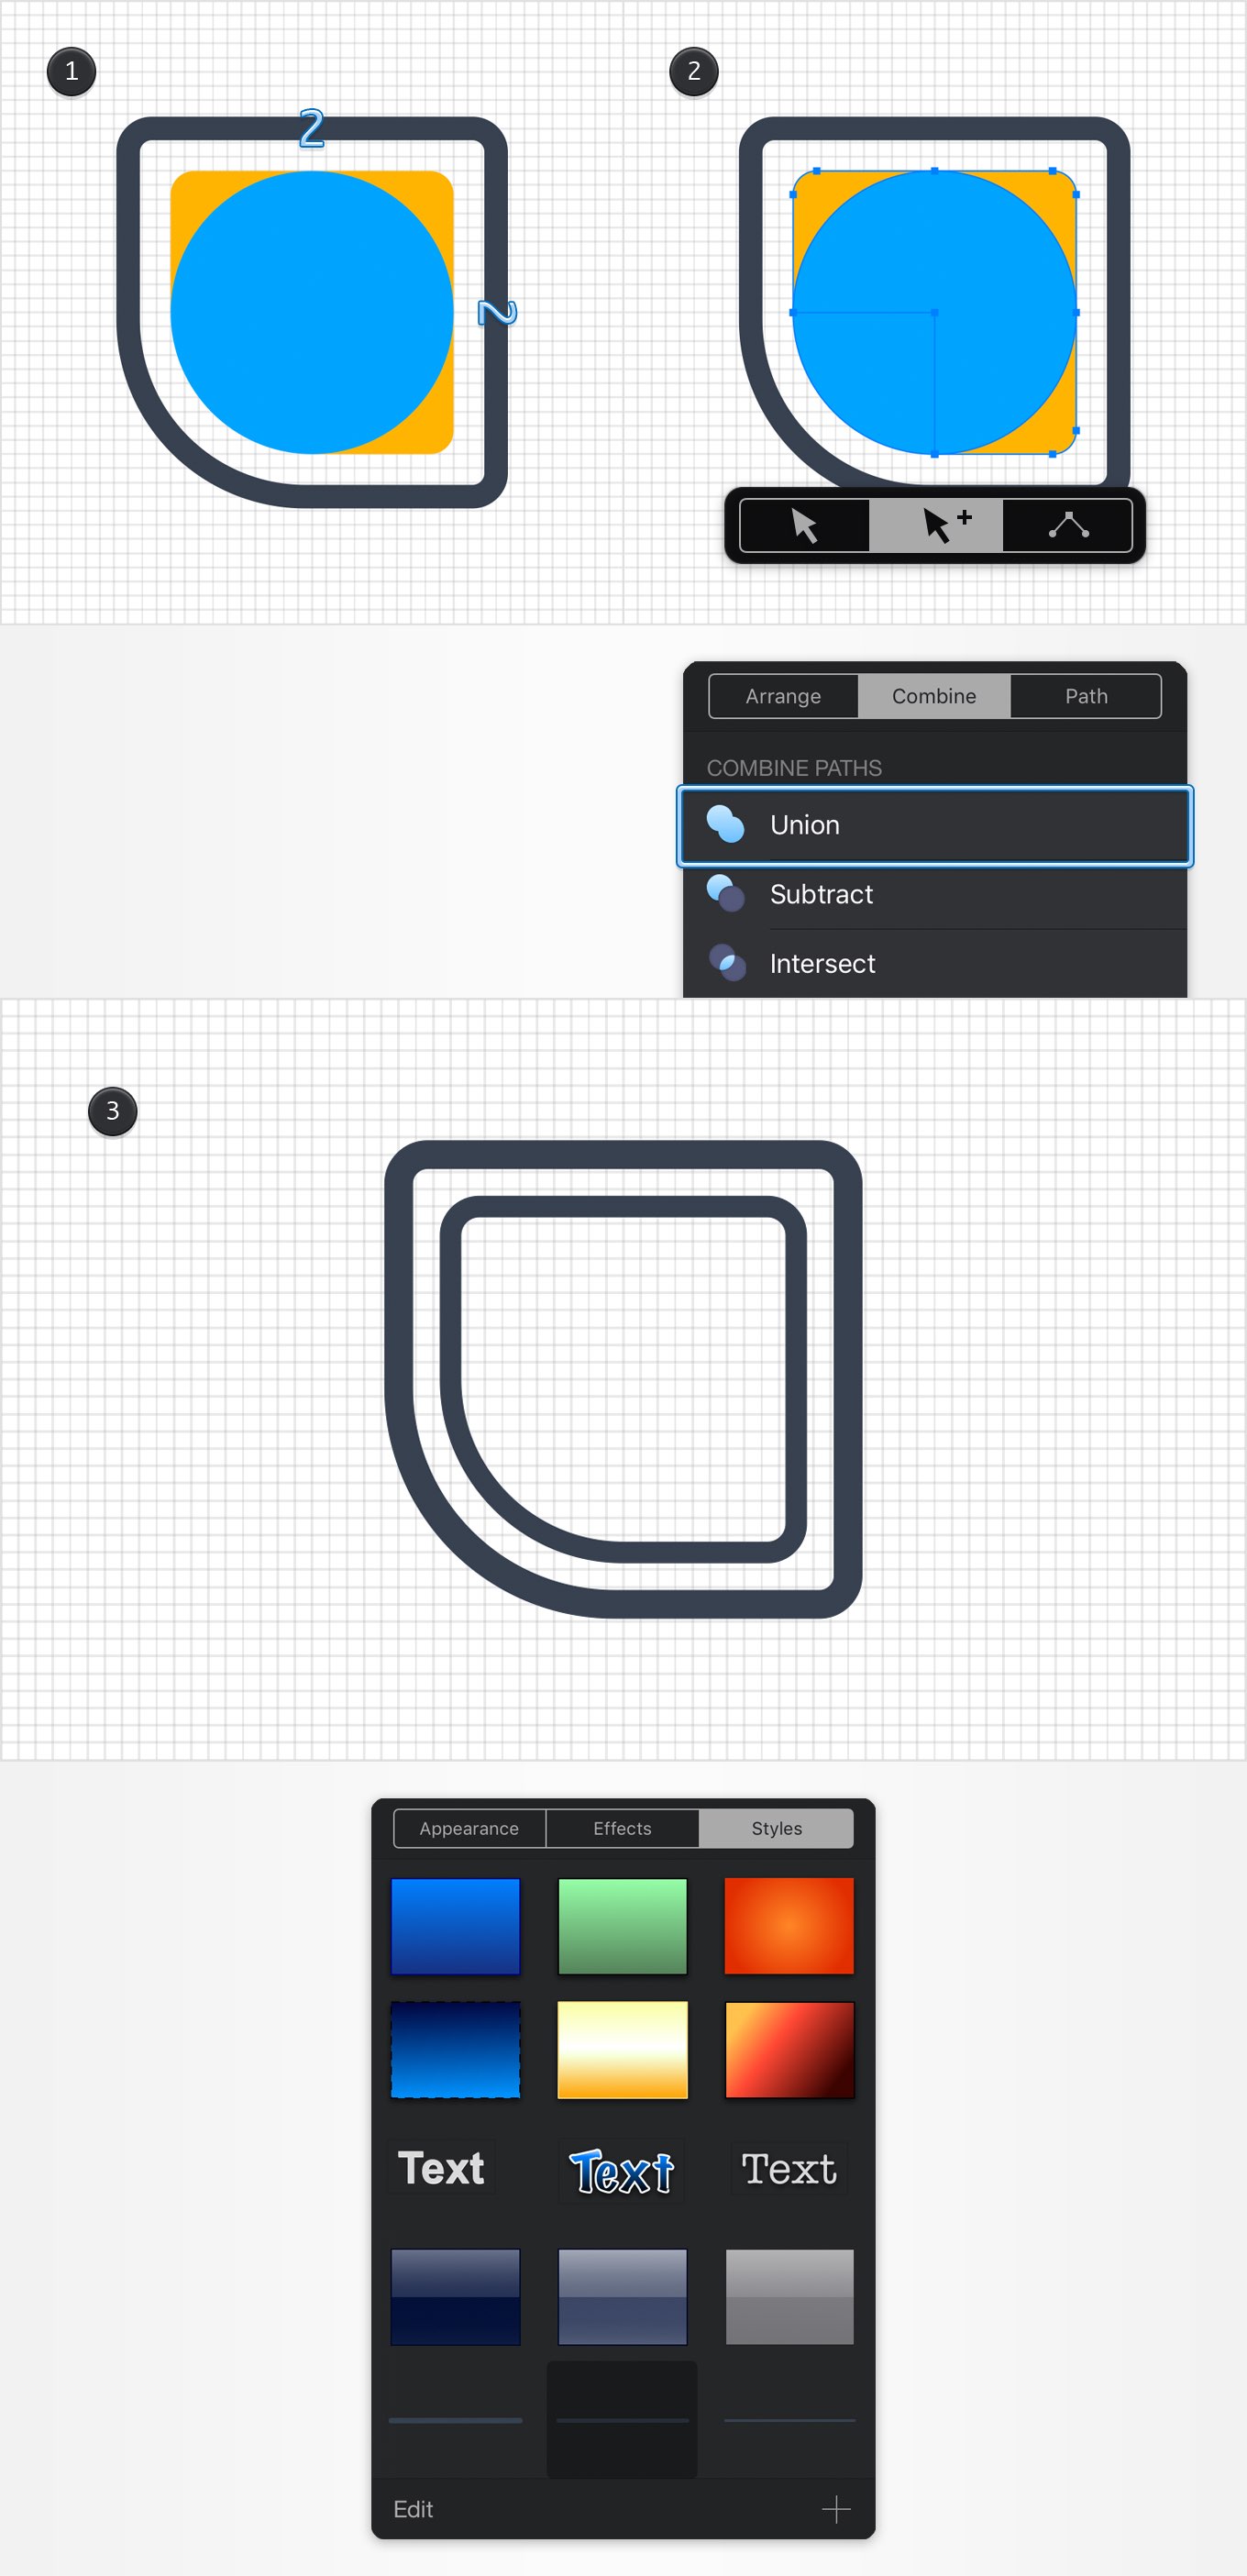 1
2
2
2
Arrange Combine Path
COMBINE PATHS
Union
Subtract
Intersect
3
Appearance Effects Styles
Text Text Text
Edit